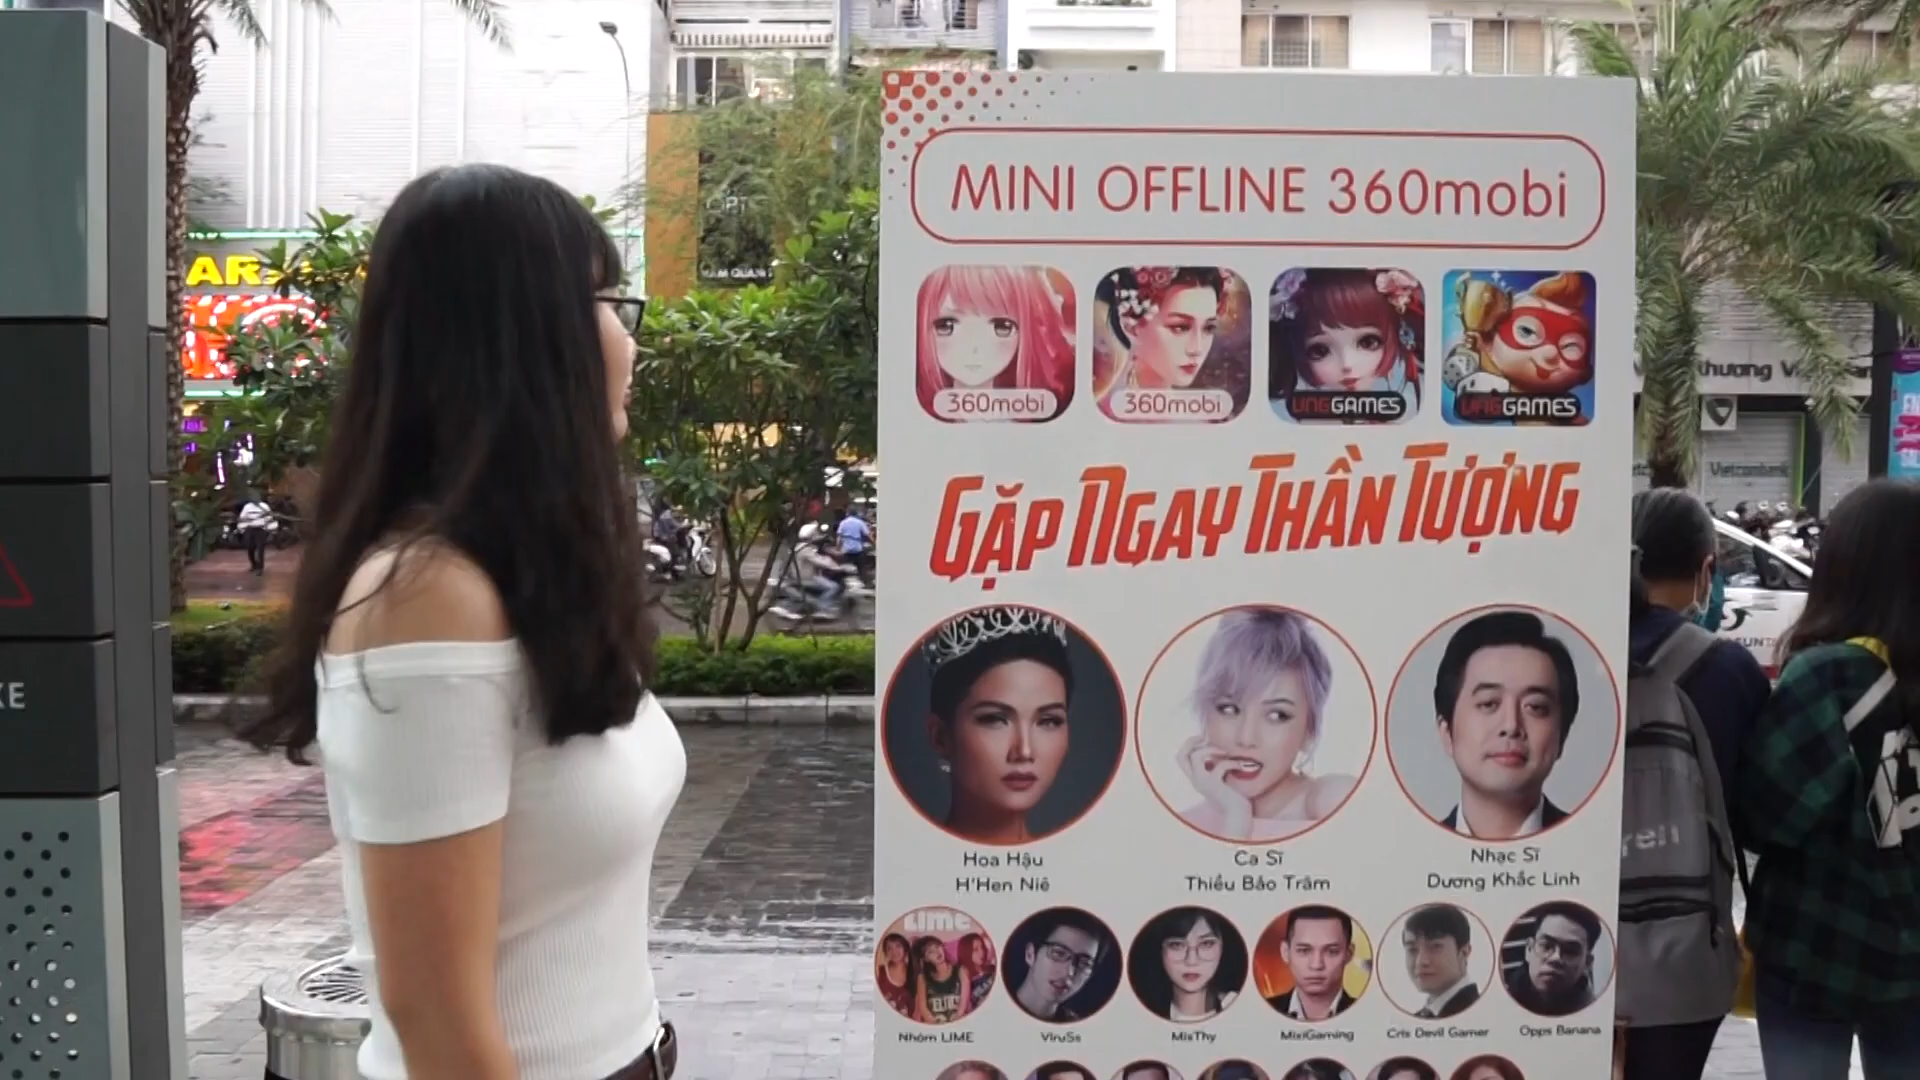 MINI OFFLINE 360mobi
360mobi
360mobi
VNGGAMES
VNGGAMES
GẶP NGAY THẦN TƯỢNG
Hoa Hậu
H'Hen Niê
Ca Sĩ
Thiều Bảo Trâm
Nhạc Sĩ
Dương Khắc Linh
LIME
Nhóm LIME
ViruSs
MisThy
MixiGaming
Cris Devil Gamer
Opps Banana
Vietcombank